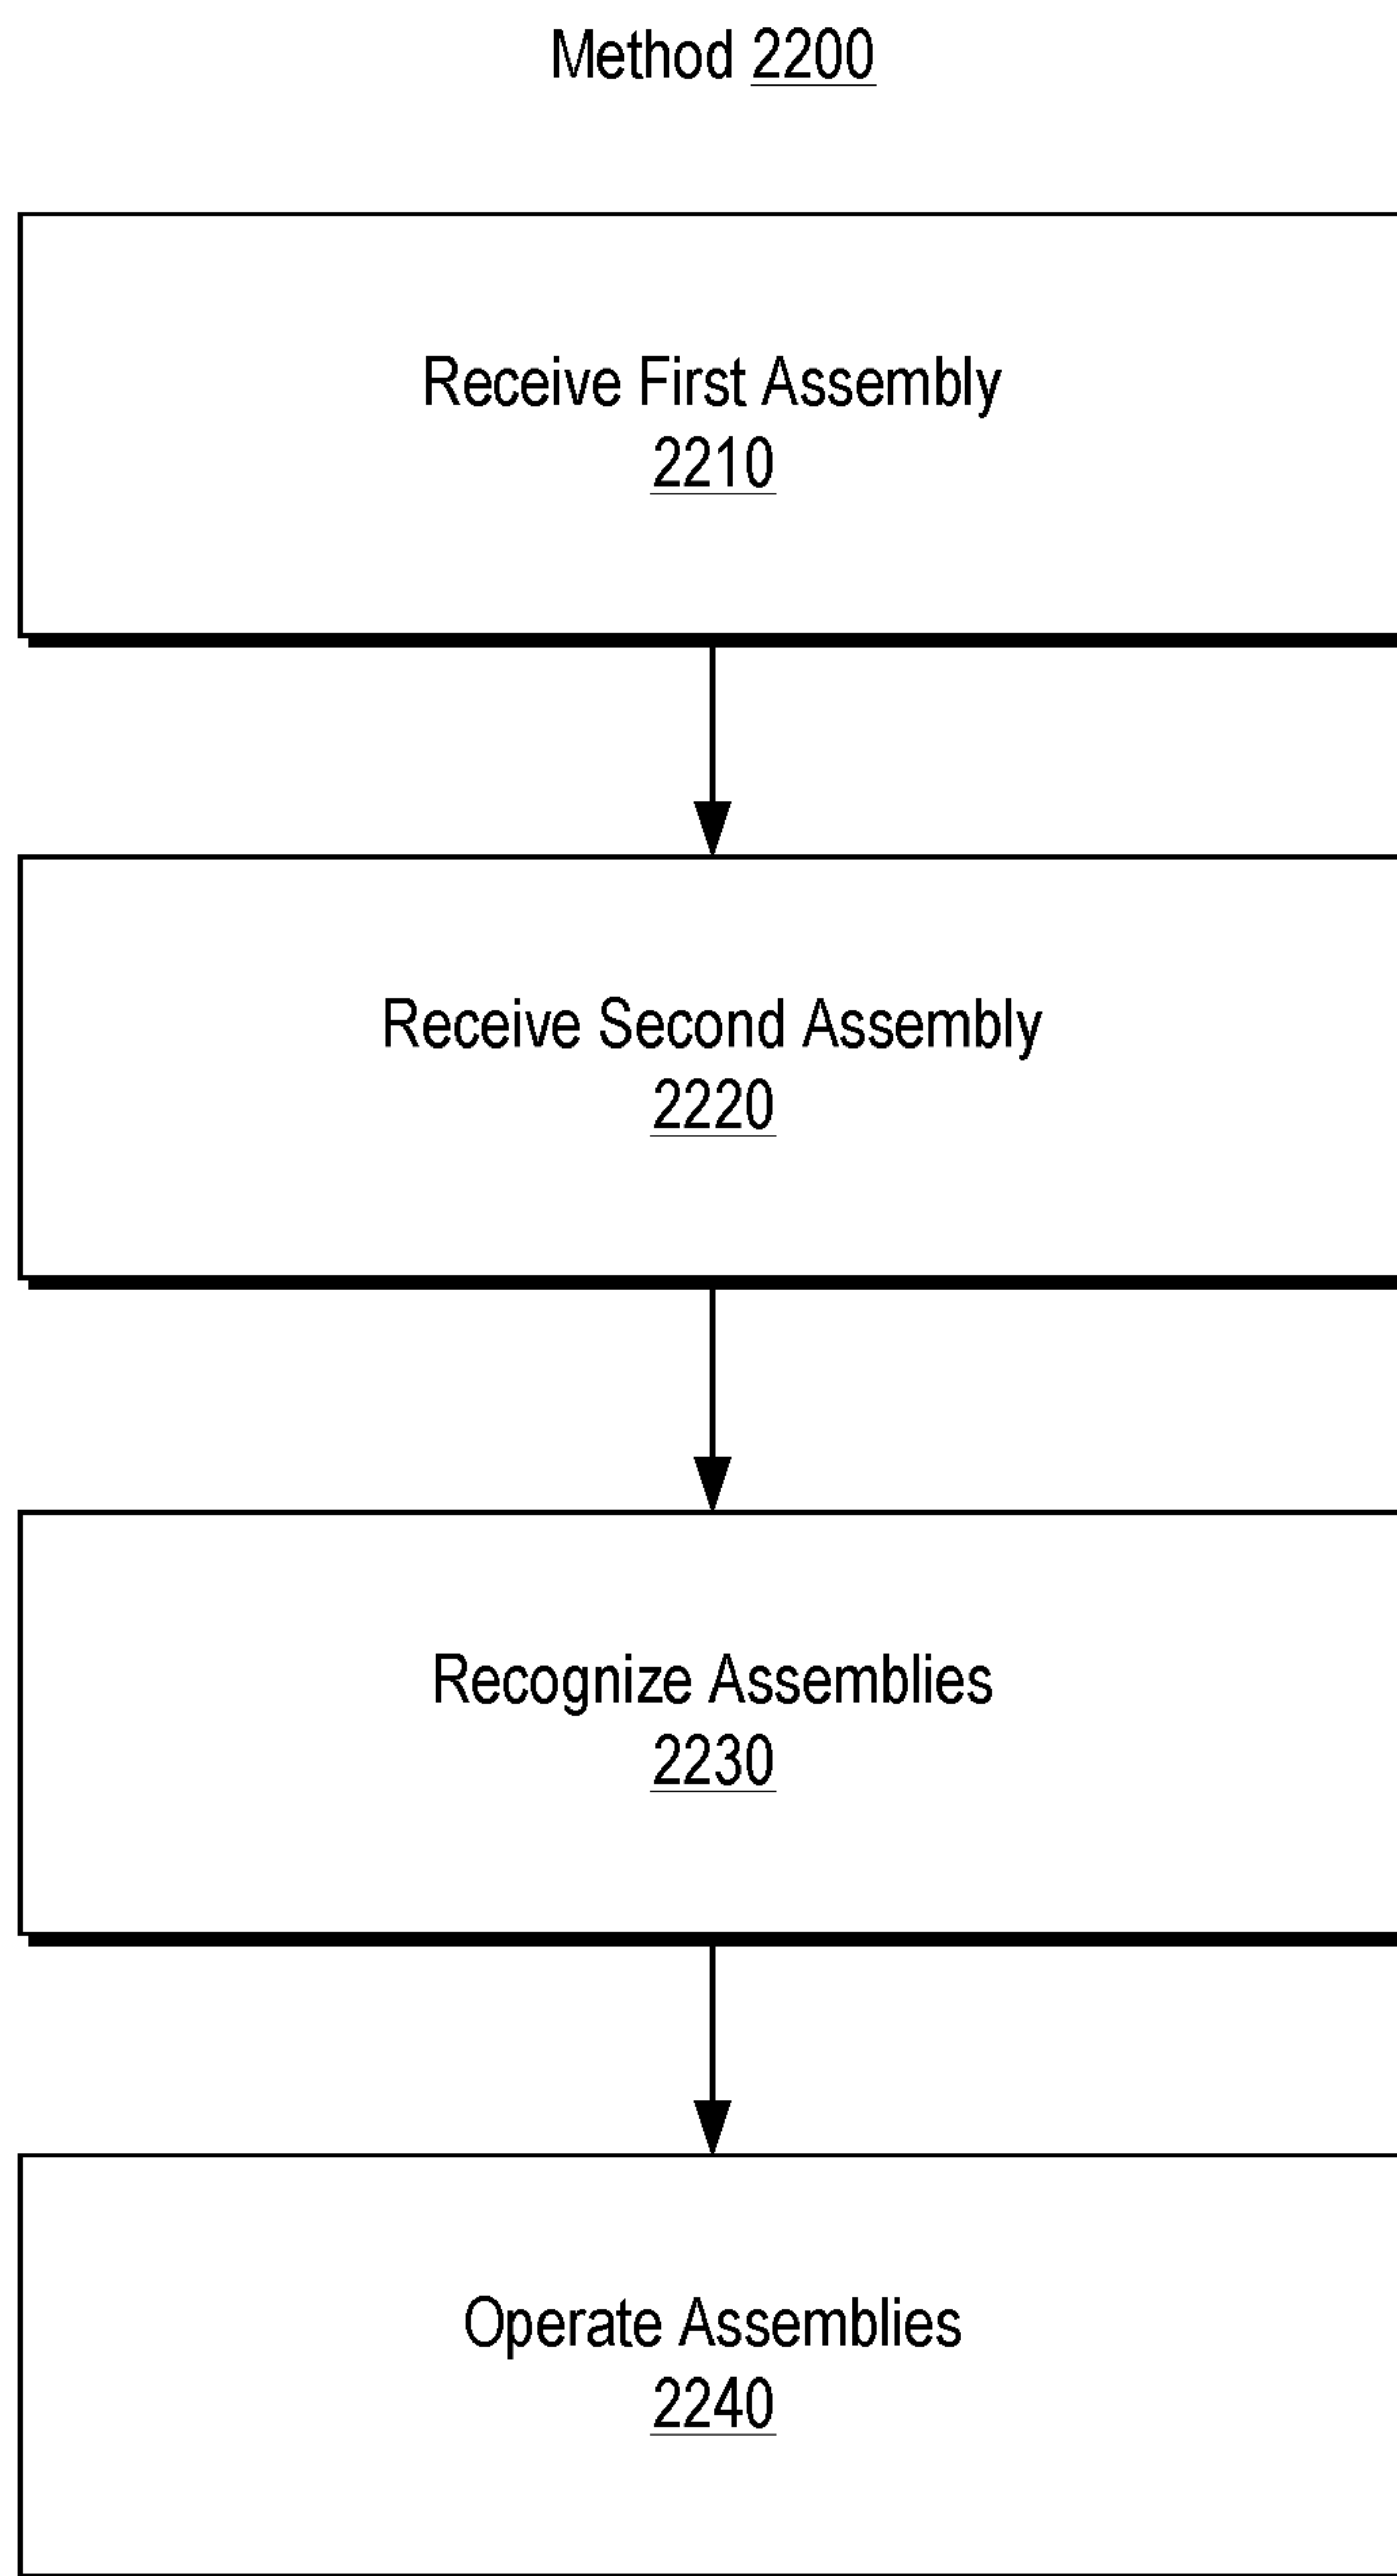 Method 2200
Receive First Assembly
2210
Receive Second Assembly
2220
Recognize Assemblies
2230
Operate Assemblies
2240